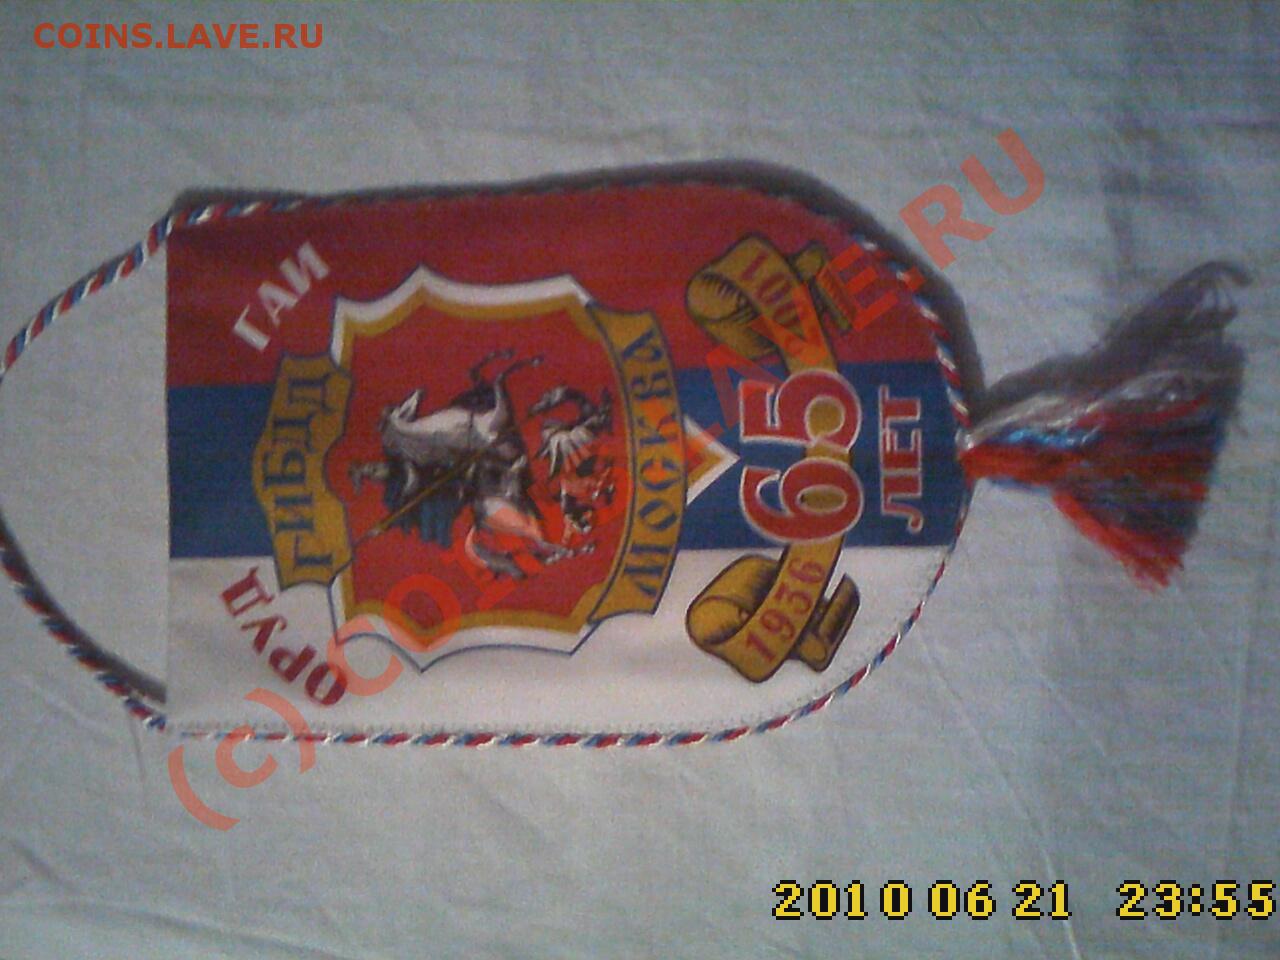 COINS.LAVE.RU
ОРУД
ГАИ
ГИБДД
МОСКВА
1936
2001
65
ЛЕТ
(c) COINS.LAVE.RU
2010 06 21 23:55